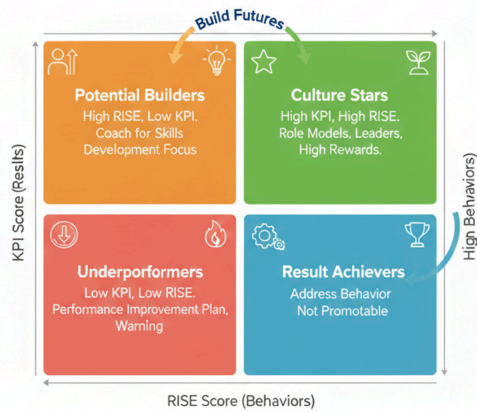 Build Futures
Potential Builders
High RISE, Low KPI.
Coach for Skills
Development Focus
Culture Stars
High KPI, High RISE.
Role Models, Leaders,
High Rewards.
KPI Score (Reslts)
High Behaviors)
Underporformers
Low KPI, Low RISE.
Performance Improvement Plan,
Warning
Result Achievers
Address Behavior
Not Promotable
RISE Score (Behaviors)